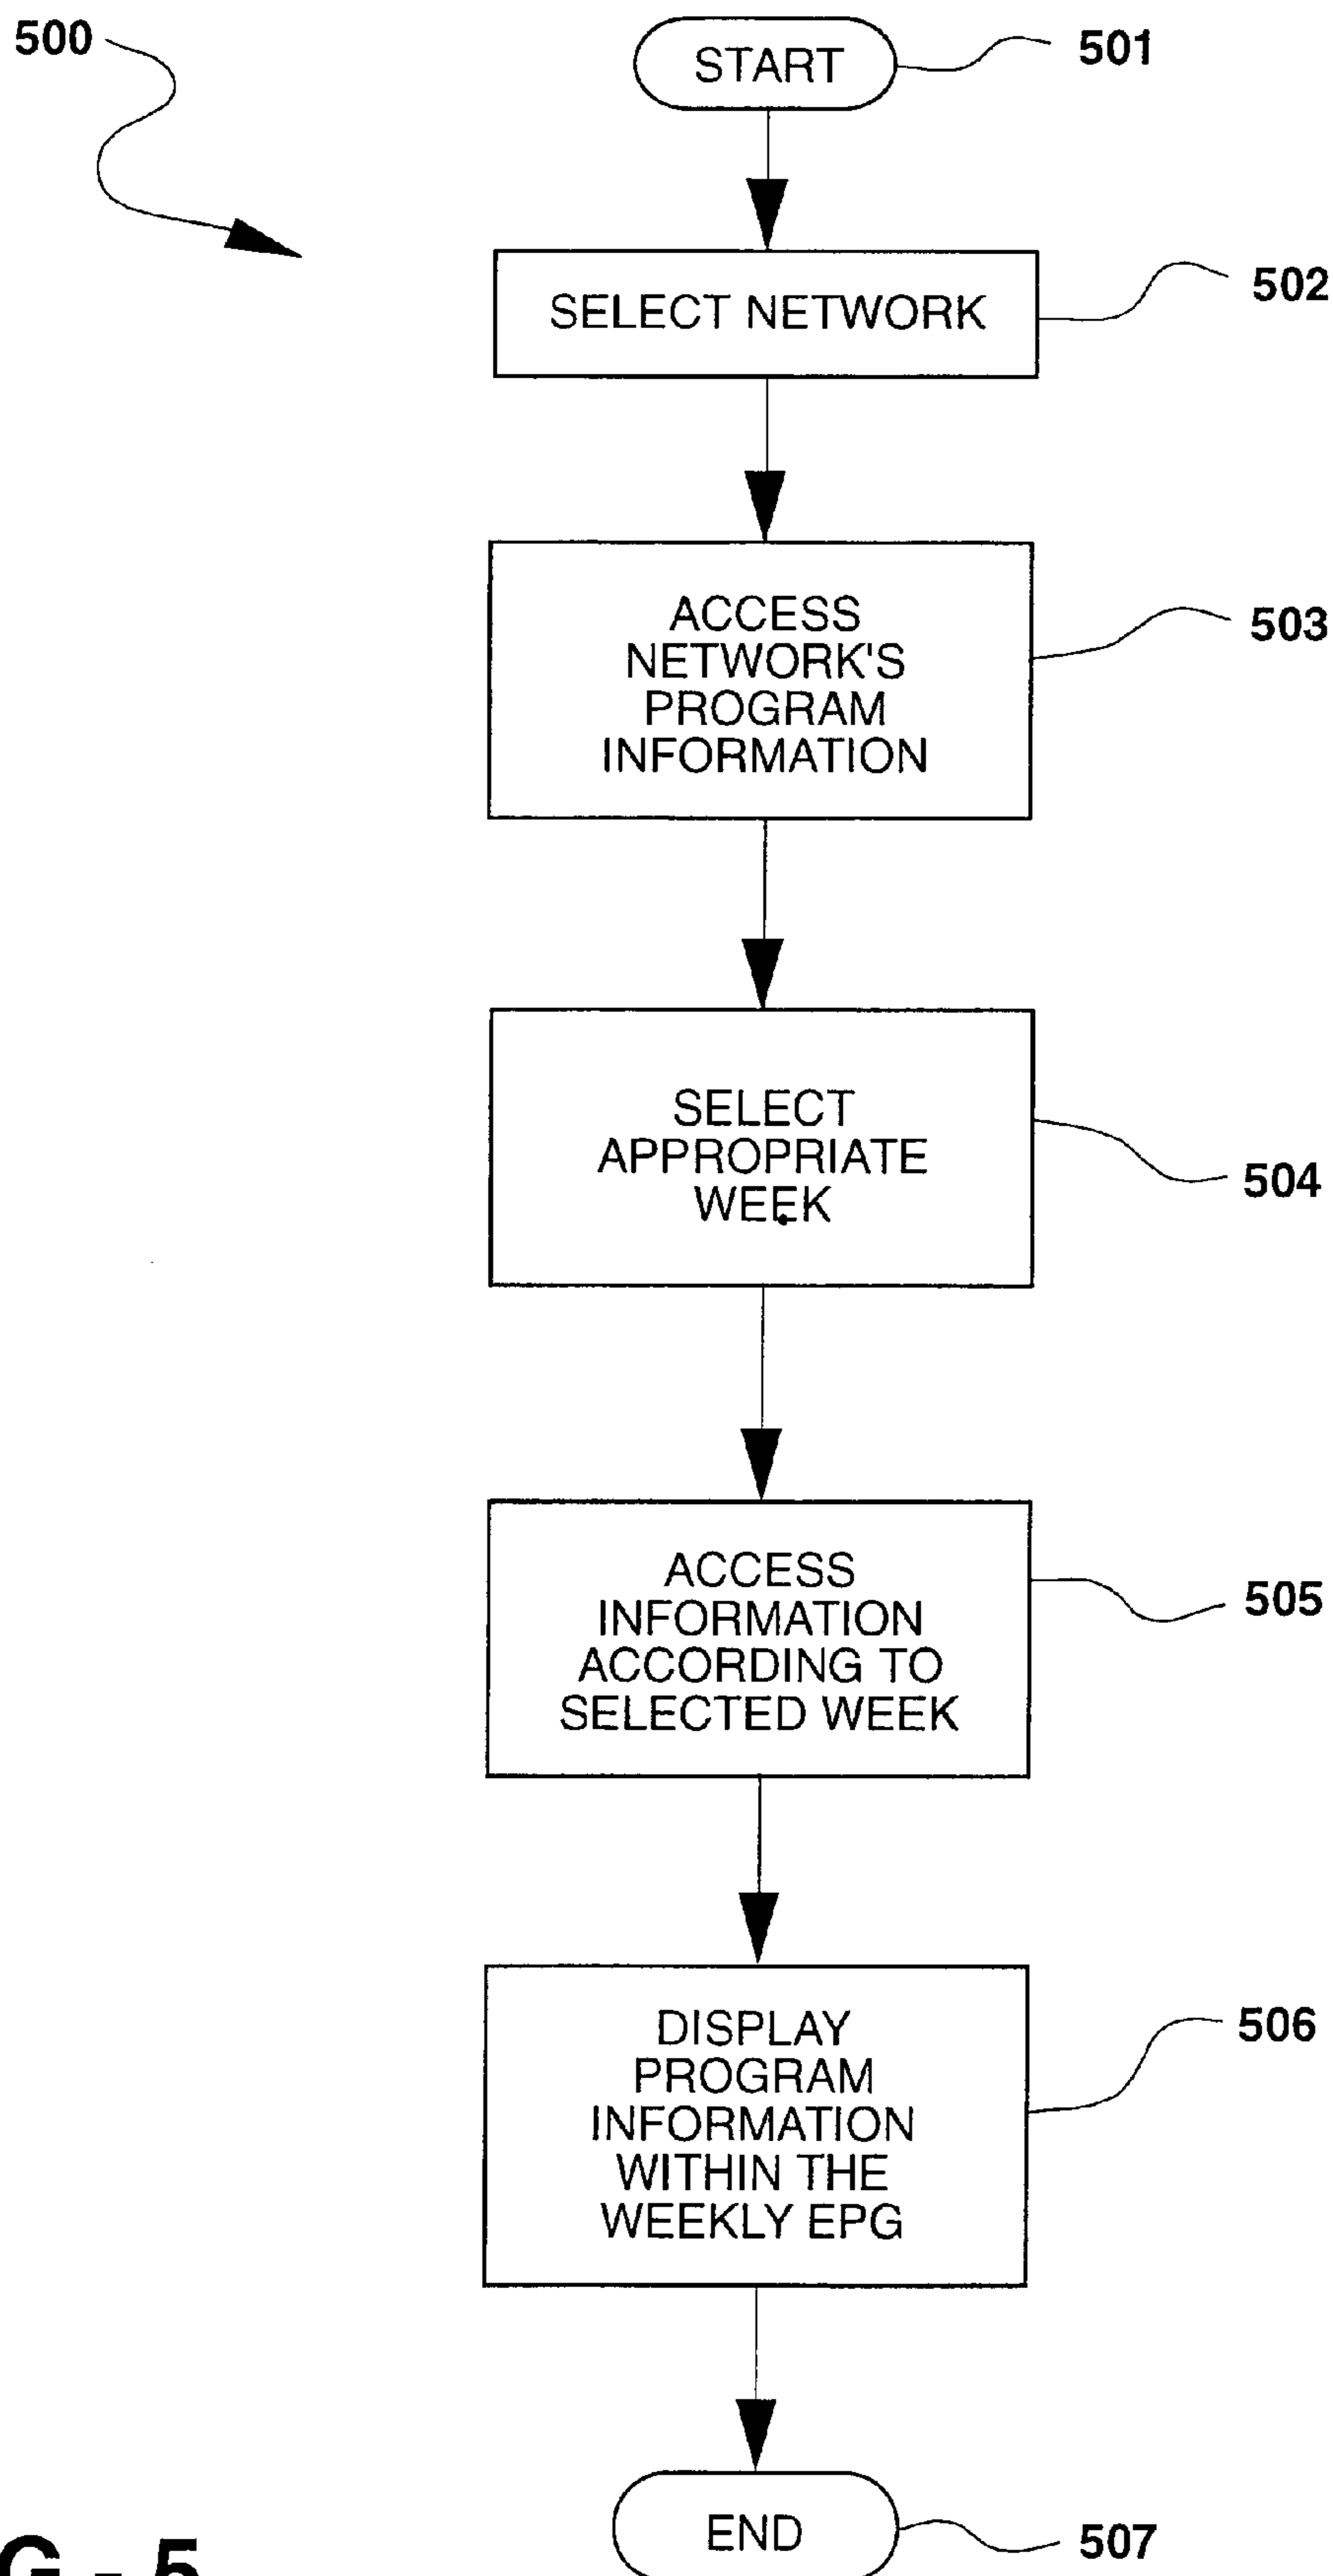 500
START
501
SELECT NETWORK
502
ACCESS
NETWORK'S
PROGRAM
INFORMATION
503
SELECT
APPROPRIATE
WEEK
504
ACCESS
INFORMATION
ACCORDING TO
SELECTED WEEK
505
DISPLAY
PROGRAM
INFORMATION
WITHIN THE
WEEKLY EPG
506
END
507
G - 5